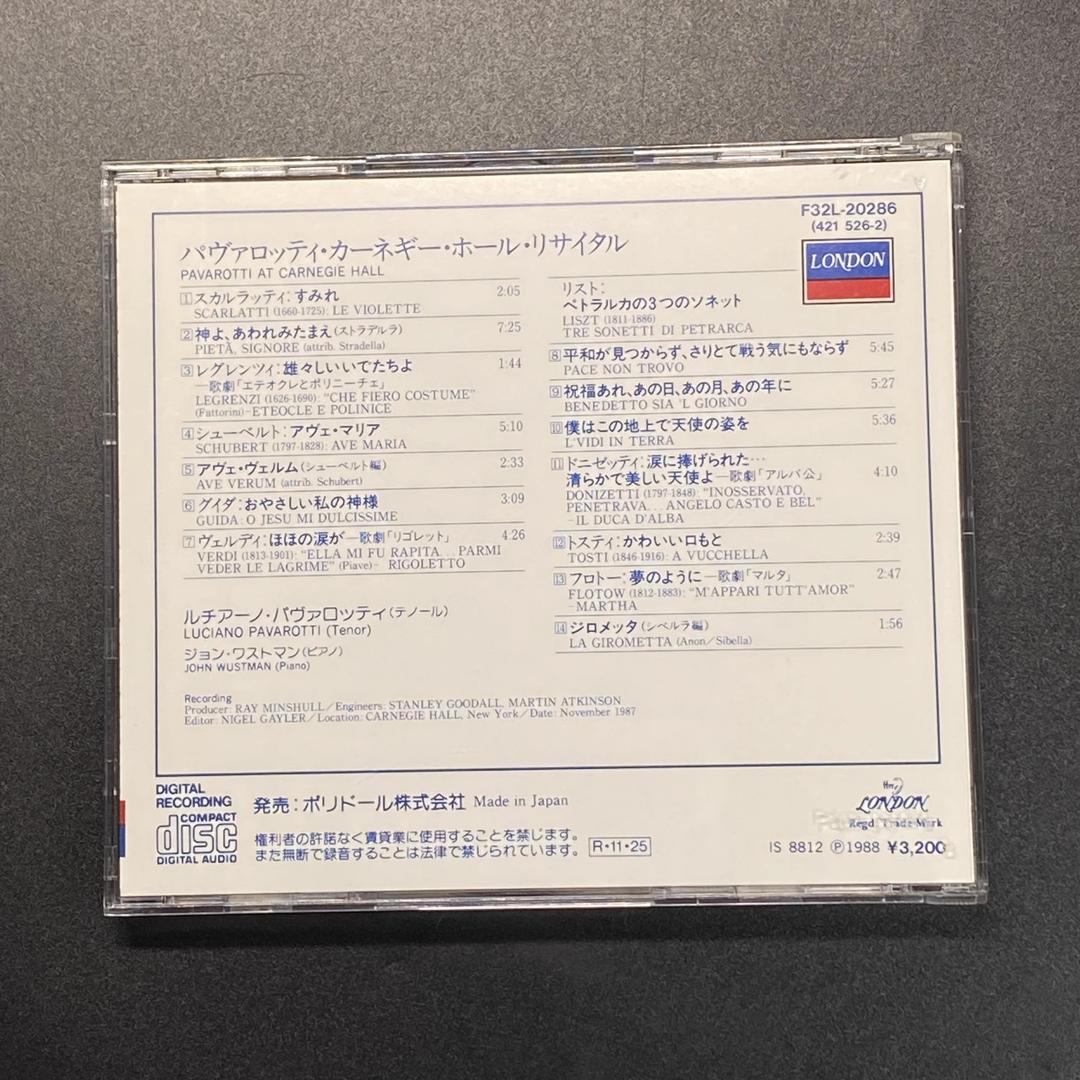 F32L-20286
(421 526-2)
LONDON
パヴァロッティ・カーネギー・ホール・リサイタル
PAVAROTTI AT CARNEGIE HALL
1 スカルラッティ:すみれ 2:05
SCARLATTI (1660-1725): LE VIOLETTE
2 神よ、あわれみたまえ(ストラデルラ) 7:25
PIETÀ, SIGNORE (attrib. Stradella)
3 レグレンツィ:雄々しいいでたちよ 1:44
—歌劇「エテオクレとポリニーチェ」
LEGRENZI (1626-1690): "CHE FIERO COSTUME"
(Fattorini)–ETEOCLE E POLINICE
4 シューベルト:アヴェ・マリア 5:10
SCHUBERT (1797-1828): AVE MARIA
5 アヴェ・ヴェルム(シューベルト編) 2:33
AVE VERUM (attrib. Schubert)
6 グイダ:おやさしい私の神様 3:09
GUIDA: O JESU MI DULCISSIME
7 ヴェルディ:ほほの涙が—歌劇「リゴレット」 4:26
VERDI (1813-1901): "ELLA MI FU RAPITA... PARMI
VEDER LE LAGRIME" (Piave)– RIGOLETTO
ルチアーノ・パヴァロッティ(テノール)
LUCIANO PAVAROTTI (Tenor)
ジョン・ワストマン(ピアノ)
JOHN WUSTMAN (Piano)
リスト:
ペトラルカの3つのソネット
LISZT (1811-1886)
TRE SONETTI DI PETRARCA
8 平和が見つからず、さりとて戦う気にもならず 5:45
PACE NON TROVO
9 祝福あれ、あの日、あの月、あの年に 5:27
BENEDETTO SIA 'L GIORNO
10 僕はこの地上で天使の姿を 5:36
L'VIDI IN TERRA
11 ドニゼッティ:涙に捧げられた…
清らかで美しい天使よ—歌劇「アルバ公」 4:10
DONIZETTI (1797-1848): "INOSSERVATO,
PENETRAVA... ANGELO CASTO E BEL"
–IL DUCA D'ALBA
12 トスティ:かわいい口もと 2:39
TOSTI (1846-1916): A VUCCHELLA
13 フロトー:夢のように—歌劇「マルタ」 2:47
FLOTOW (1812-1883): "M'APPARI TUTT'AMOR"
–MARTHA
14 ジロメッタ(シベルラ編) 1:56
LA GIROMETTA (Anon/Sibella)
Recording
Producer: RAY MINSHULL/Engineers: STANLEY GOODALL, MARTIN ATKINSON
Editor: NIGEL GAYLER/Location: CARNEGIE HALL, New York/Date: November 1987
DIGITAL
RECORDING
COMPACT
disc
DIGITAL AUDIO
発売:ポリドール株式会社 Made in Japan
権利者の許諾なく賃貸業に使用することを禁じます。
また無断で録音することは法律で禁じられています。
R・11・25
LONDON
Regd. Trade Mark
IS 8812 Ⓟ1988 ¥3,200